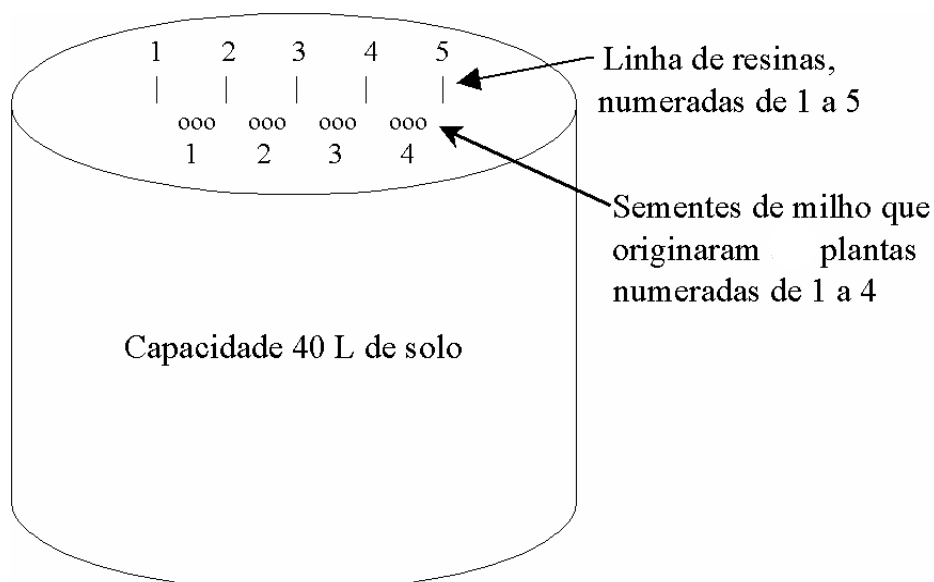 1 2 3 4 5
ooo ooo ooo ooo
1 2 3 4
Linha de resinas,
numeradas de 1 a 5
Sementes de milho que
originaram plantas
numeradas de 1 a 4
Capacidade 40 L de solo